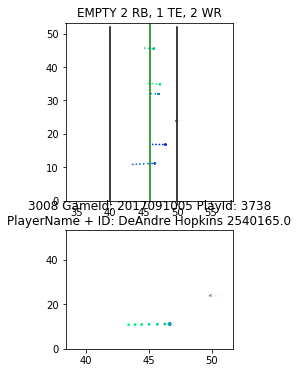 EMPTY 2 RB, 1 TE, 2 WR
50
40
30
20
10
0
35 40 45 50 55
3008 GameId: 2017091005 PlayId: 3738
PlayerName + ID: DeAndre Hopkins 2540165.0
40
20
0
40 45 50